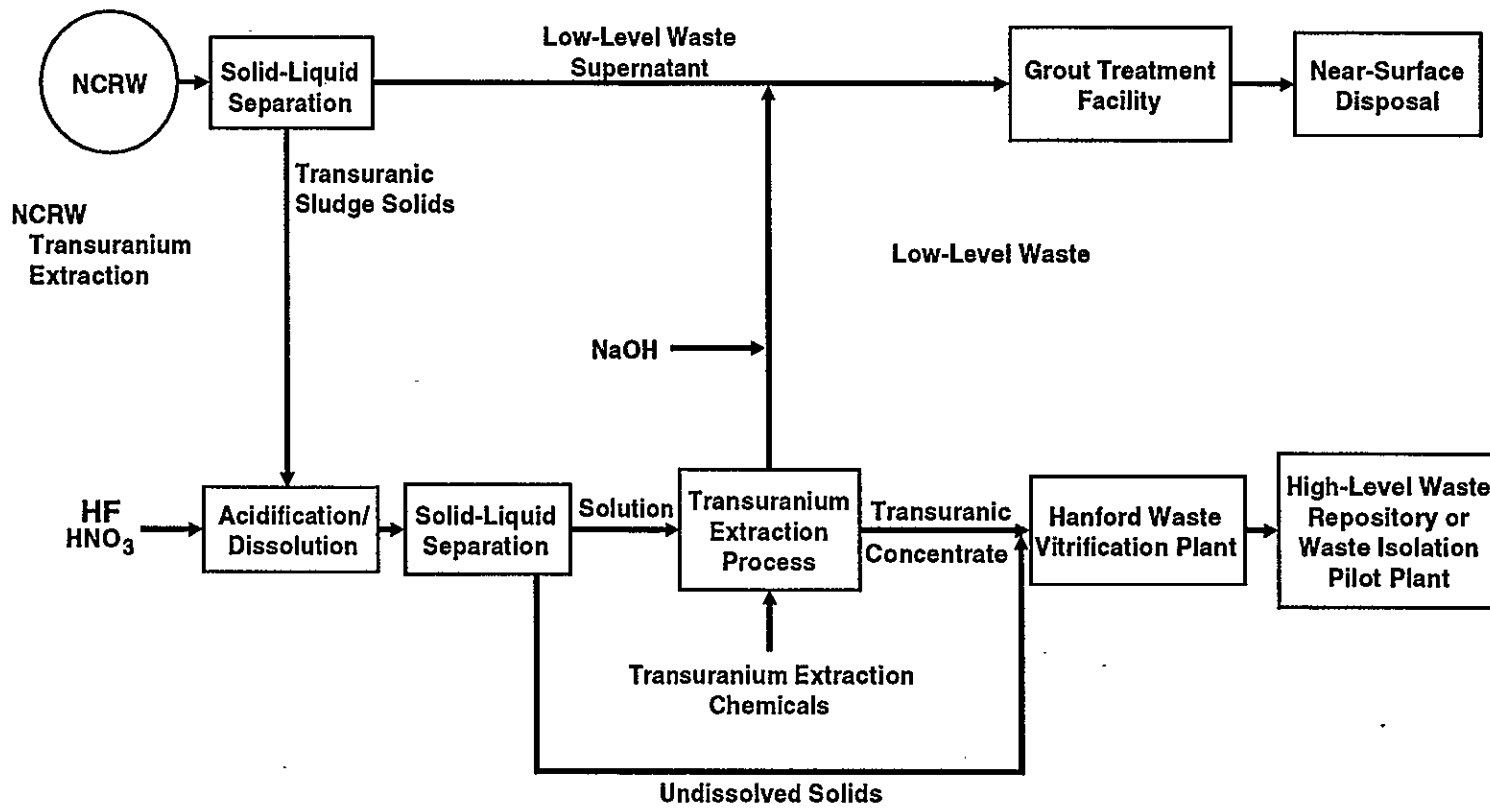 NCRW
Solid-Liquid
Separation
Low-Level Waste
Supernatant
Grout Treatment
Facility
Near-Surface
Disposal
Transuranic
Sludge Solids
NCRW
Transuranium
Extraction
Low-Level Waste
NaOH
HF
HNO₃
Acidification/
Dissolution
Solid-Liquid
Separation
Solution
Transuranium
Extraction
Process
Transuranic
Concentrate
Hanford Waste
Vitrification Plant
High-Level Waste
Repository or
Waste Isolation
Pilot Plant
Transuranium Extraction
Chemicals
Undissolved Solids